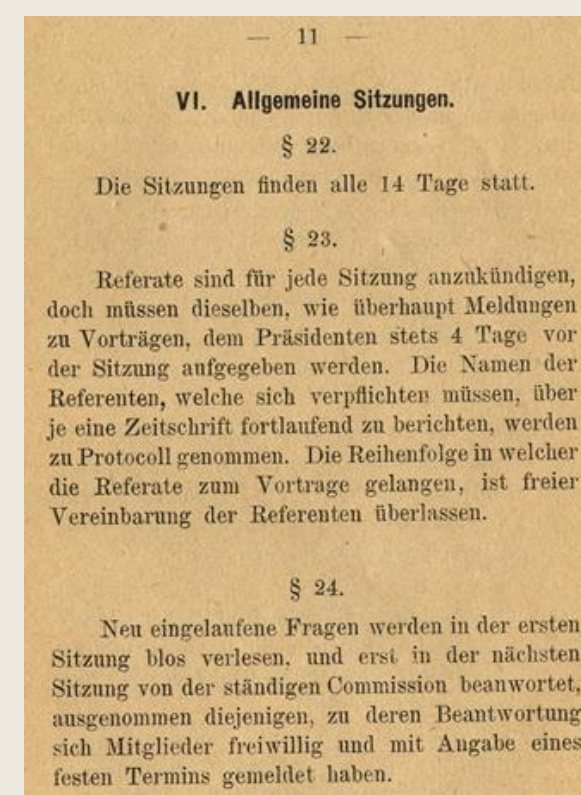 — 11 —
VI. Allgemeine Sitzungen.
§ 22.
Die Sitzungen finden alle 14 Tage statt.
§ 23.
Referate sind für jede Sitzung anzukündigen,
doch müssen dieselben, wie überhaupt Meldungen
zu Vorträgen, dem Präsidenten stets 4 Tage vor
der Sitzung aufgegeben werden. Die Namen der
Referenten, welche sich verpflichten müssen, über
je eine Zeitschrift fortlaufend zu berichten, werden
zu Protocoll genommen. Die Reihenfolge in welcher
die Referate zum Vortrage gelangen, ist freier
Vereinbarung der Referenten überlassen.
§ 24.
Neu eingelaufene Fragen werden in der ersten
Sitzung blos verlesen, und erst in der nächsten
Sitzung von der ständigen Commission beanwortet,
ausgenommen diejenigen, zu deren Beantwortung
sich Mitglieder freiwillig und mit Angabe eines
festen Termins gemeldet haben.